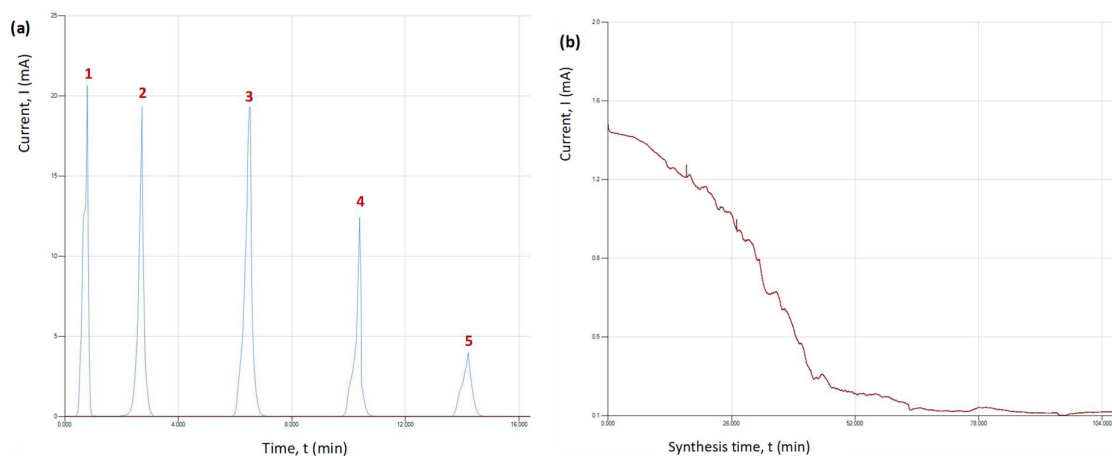 (a)
Current, I (mA)
25
20
15
10
5
0
1
2
3
4
5
0.000 4.000 8.000 12.000 16.000
Time, t (min)
(b)
Current, I (mA)
2.0
1.6
1.2
0.8
0.5
0.1
0.000 26.000 52.000 78.000 104.000
Synthesis time, t (min)